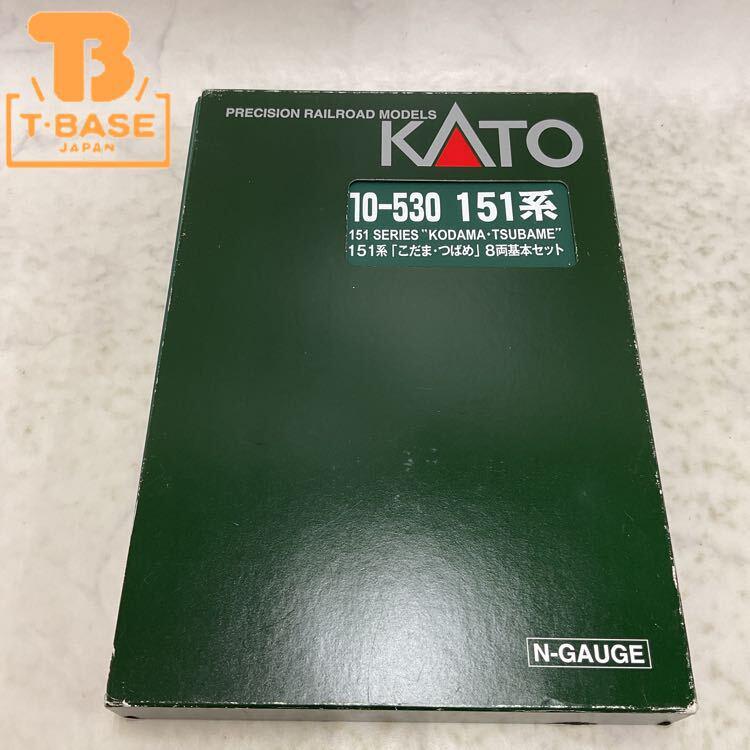 TB
T·BASE
JAPAN
PRECISION RAILROAD MODELS
KATO
10-530 151系
151 SERIES "KODAMA·TSUBAME"
151系「こだま·つばめ」8両基本セット
N-GAUGE